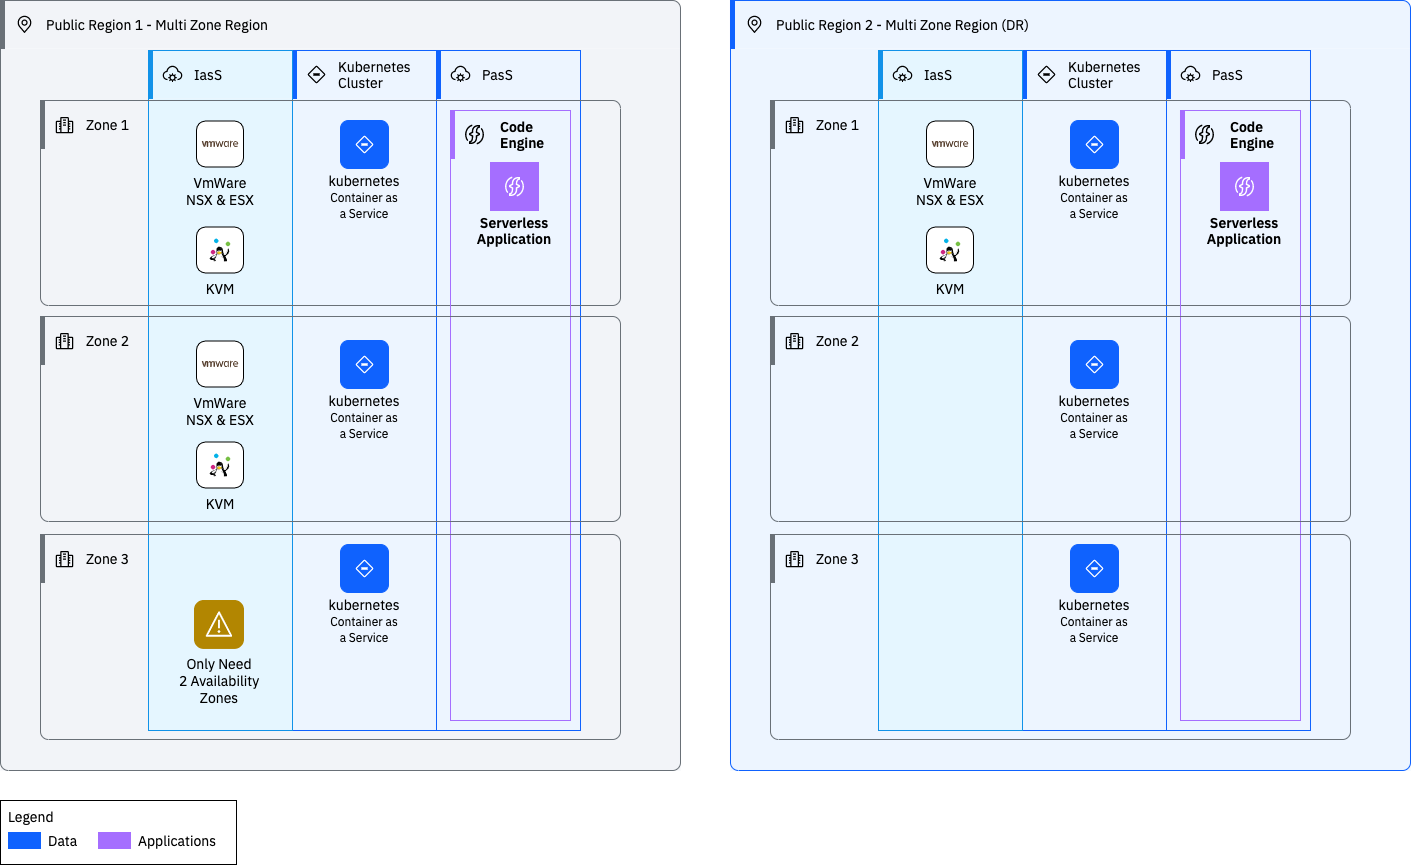 Public Region 1 - Multi Zone Region
IasS
Kubernetes
Cluster
PasS
Zone 1
vmware
VmWare
NSX & ESX
KVM
kubernetes
Container as
a Service
Code
Engine
Serverless
Application
Zone 2
vmware
VmWare
NSX & ESX
KVM
kubernetes
Container as
a Service
Zone 3
Only Need
2 Availability
Zones
kubernetes
Container as
a Service
Public Region 2 - Multi Zone Region (DR)
IasS
Kubernetes
Cluster
PasS
Zone 1
vmware
VmWare
NSX & ESX
KVM
kubernetes
Container as
a Service
Code
Engine
Serverless
Application
Zone 2
kubernetes
Container as
a Service
Zone 3
kubernetes
Container as
a Service
Legend
Data
Applications